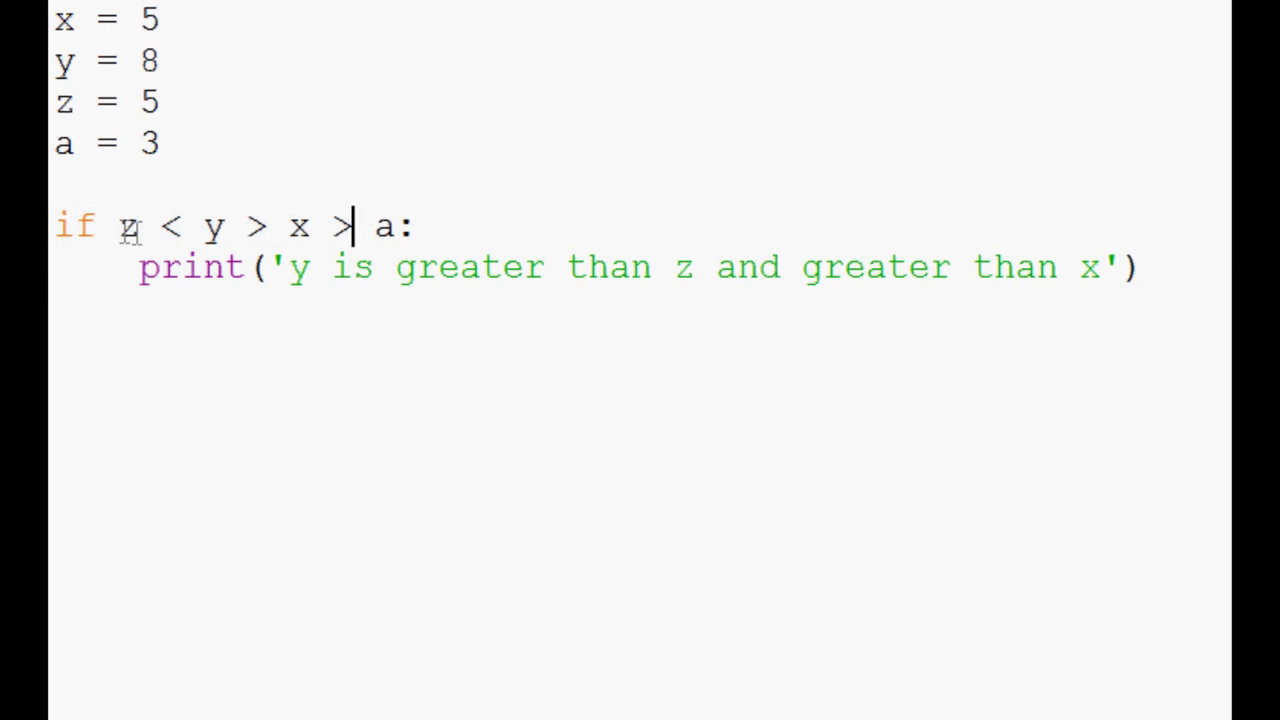 x = 5
y = 8
z = 5
a = 3
if z < y > x > a:
print('y is greater than z and greater than x')